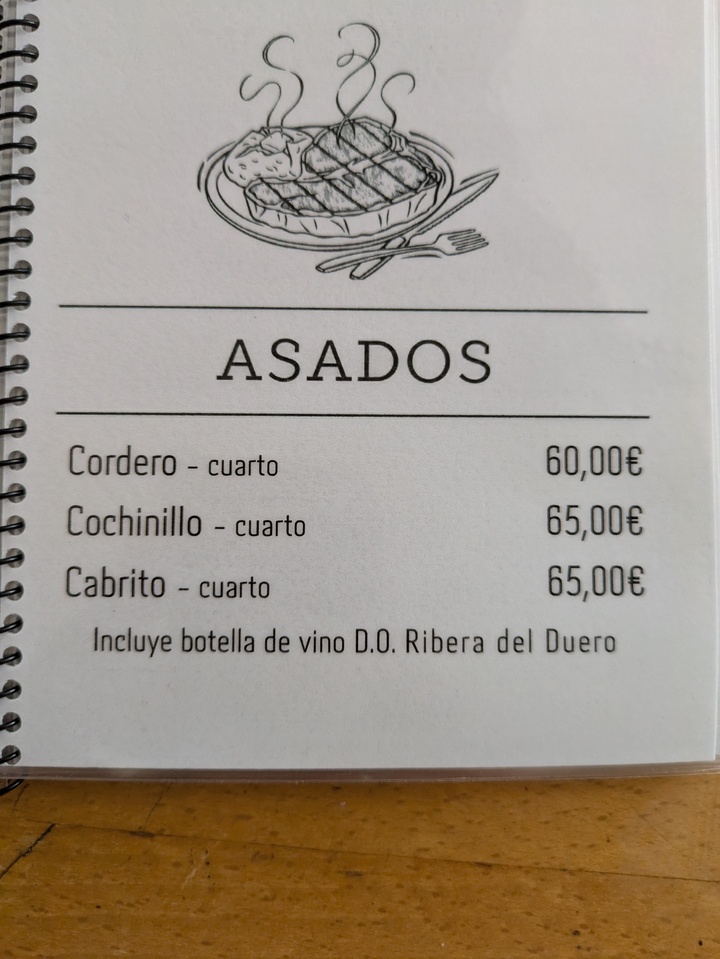 ASADOS
Cordero - cuarto 60,00€
Cochinillo - cuarto 65,00€
Cabrito - cuarto 65,00€
Incluye botella de vino D.O. Ribera del Duero